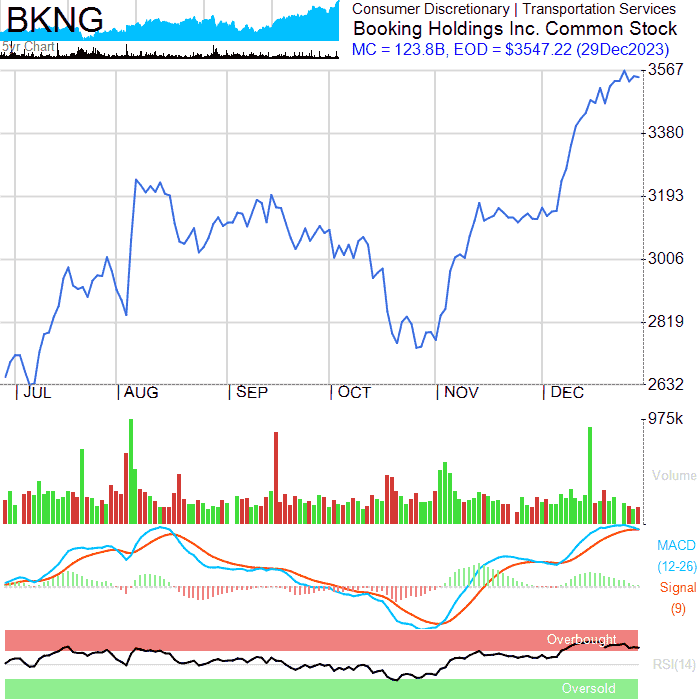 BKNG
5yr Chart
Consumer Discretionary | Transportation Services
Booking Holdings Inc. Common Stock
MC = 123.8B, EOD = $3547.22 (29Dec2023)
3567
3380
3193
3006
2819
2632
| JUL | AUG | SEP | OCT | NOV | DEC
975k
Volume
MACD
(12-26)
Signal
(9)
Overbought
RSI(14)
Oversold